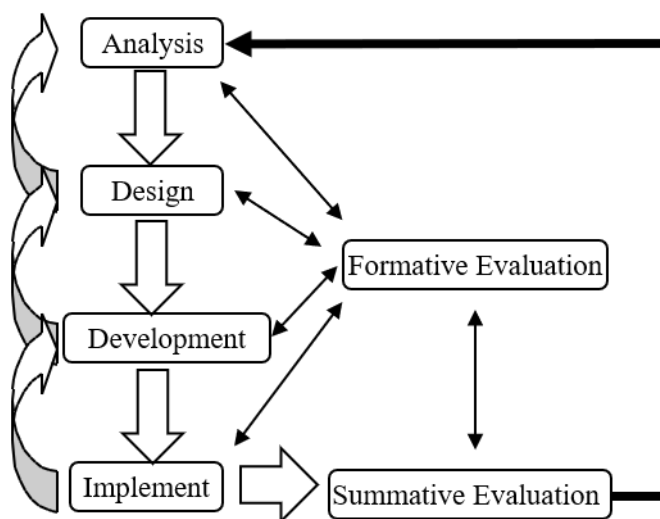 Analysis
Design
Formative Evaluation
Development
Implement
Summative Evaluation